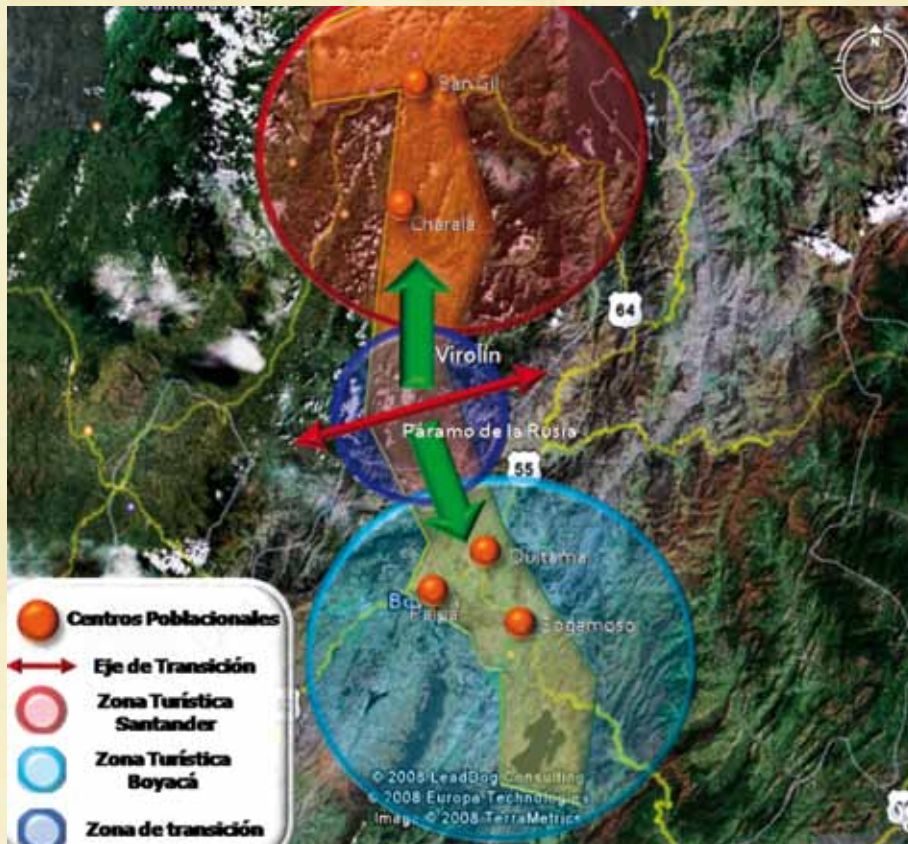 San Gil
Charala
64
Virolín
Páramo de la Rusia
55
Duitama
Paipa
Sogamoso
Centros Poblacionales
Eje de Transición
Zona Turística
Santander
Zona Turística
Boyacá
Zona de transición
© 2008 LeadDog Consulting
© 2008 Europa Technologies
Image © 2008 TerraMetrics
N